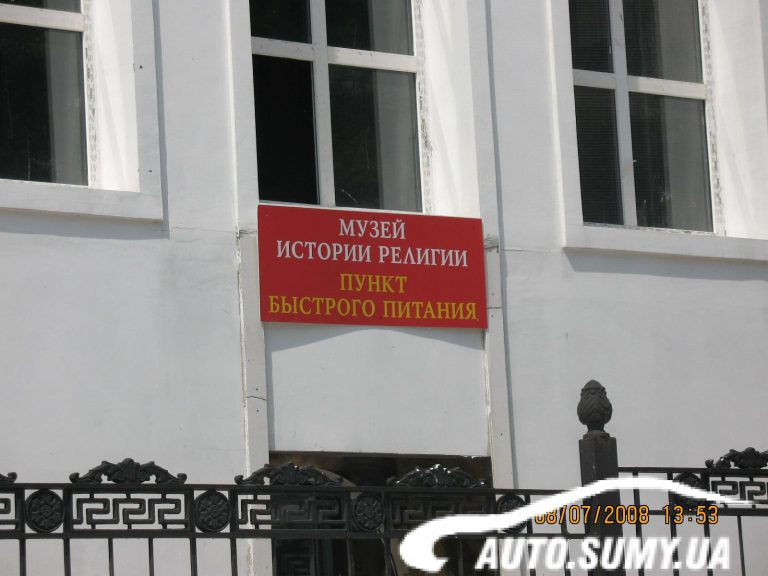 МУЗЕЙ
ИСТОРИИ РЕЛИГИИ
ПУНКТ
БЫСТРОГО ПИТАНИЯ
08/07/2008 13:53
AUTO.SUMY.UA